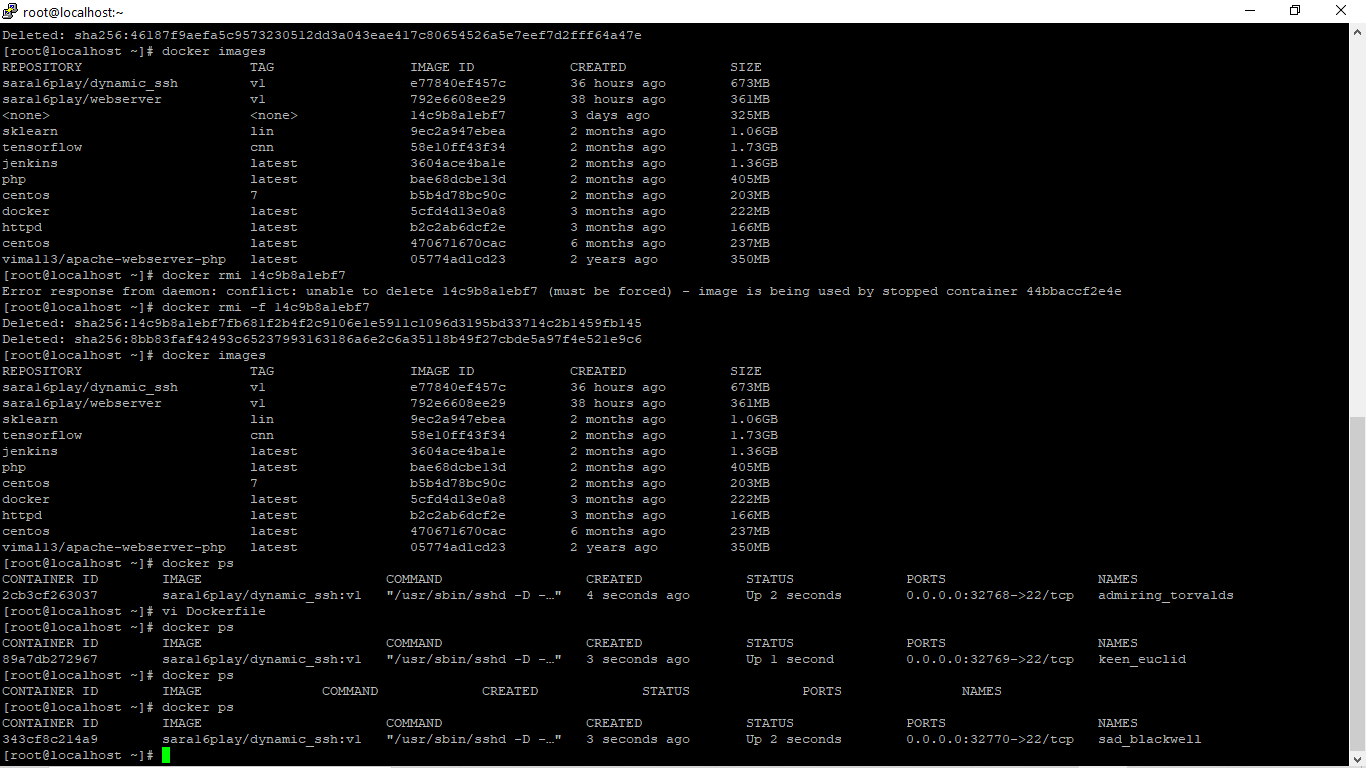 root@localhost:~
Deleted: sha256:46187f9aefa5c9573230512dd3a043eae417c80654526a5e7eef7d2fff64a47e
[root@localhost ~]# docker images
REPOSITORY TAG IMAGE ID CREATED SIZE
sara16play/dynamic_ssh v1 e77840ef457c 36 hours ago 673MB
sara16play/webserver v1 792e6608ee29 38 hours ago 361MB
<none> <none> 14c9b8a1ebf7 3 days ago 325MB
sklearn lin 9ec2a947ebea 2 months ago 1.06GB
tensorflow cnn 58e10ff43f34 2 months ago 1.73GB
jenkins latest 3604ace4ba1e 2 months ago 1.36GB
php latest bae68dcbe13d 2 months ago 405MB
centos 7 b5b4d78bc90c 2 months ago 203MB
docker latest 5cfd4d13e0a8 3 months ago 222MB
httpd latest b2c2ab6dcf2e 3 months ago 166MB
centos latest 470671670cac 6 months ago 237MB
vimal13/apache-webserver-php latest 05774ad1cd23 2 years ago 350MB
[root@localhost ~]# docker rmi 14c9b8a1ebf7
Error response from daemon: conflict: unable to delete 14c9b8a1ebf7 (must be forced) - image is being used by stopped container 44bbaccf2e4e
[root@localhost ~]# docker rmi -f 14c9b8a1ebf7
Deleted: sha256:14c9b8a1ebf7fb681f2b4f2c9106e1e5911c1096d3195bd33714c2b1459fb145
Deleted: sha256:8bb83faf42493c65237993163186a6e2c6a35118b49f27cbde5a97f4e521e9c6
[root@localhost ~]# docker images
REPOSITORY TAG IMAGE ID CREATED SIZE
sara16play/dynamic_ssh v1 e77840ef457c 36 hours ago 673MB
sara16play/webserver v1 792e6608ee29 38 hours ago 361MB
sklearn lin 9ec2a947ebea 2 months ago 1.06GB
tensorflow cnn 58e10ff43f34 2 months ago 1.73GB
jenkins latest 3604ace4ba1e 2 months ago 1.36GB
php latest bae68dcbe13d 2 months ago 405MB
centos 7 b5b4d78bc90c 2 months ago 203MB
docker latest 5cfd4d13e0a8 3 months ago 222MB
httpd latest b2c2ab6dcf2e 3 months ago 166MB
centos latest 470671670cac 6 months ago 237MB
vimal13/apache-webserver-php latest 05774ad1cd23 2 years ago 350MB
[root@localhost ~]# docker ps
CONTAINER ID IMAGE COMMAND CREATED STATUS PORTS NAMES
2cb3cf263037 sara16play/dynamic_ssh:v1 "/usr/sbin/sshd -D -…" 4 seconds ago Up 2 seconds 0.0.0.0:32768->22/tcp admiring_torvalds
[root@localhost ~]# vi Dockerfile
[root@localhost ~]# docker ps
CONTAINER ID IMAGE COMMAND CREATED STATUS PORTS NAMES
89a7db272967 sara16play/dynamic_ssh:v1 "/usr/sbin/sshd -D -…" 3 seconds ago Up 1 second 0.0.0.0:32769->22/tcp keen_euclid
[root@localhost ~]# docker ps
CONTAINER ID IMAGE COMMAND CREATED STATUS PORTS NAMES
[root@localhost ~]# docker ps
CONTAINER ID IMAGE COMMAND CREATED STATUS PORTS NAMES
343cf8c214a9 sara16play/dynamic_ssh:v1 "/usr/sbin/sshd -D -…" 3 seconds ago Up 2 seconds 0.0.0.0:32770->22/tcp sad_blackwell
[root@localhost ~]#